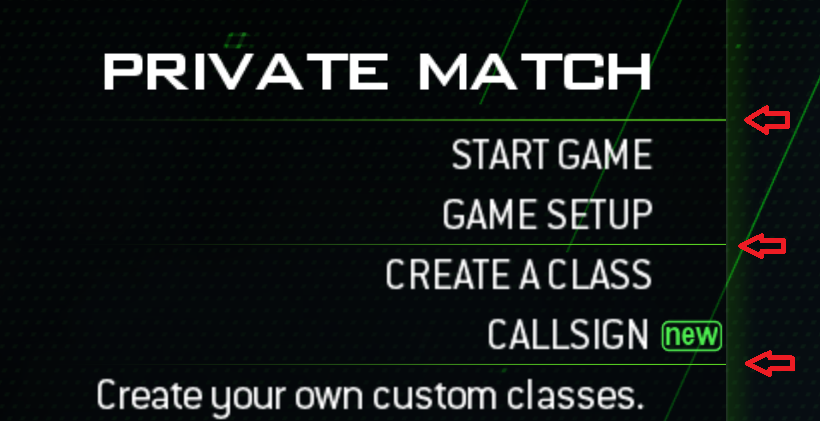 PRIVATE MATCH
START GAME
GAME SETUP
CREATE A CLASS
CALLSIGN new
Create your own custom classes.